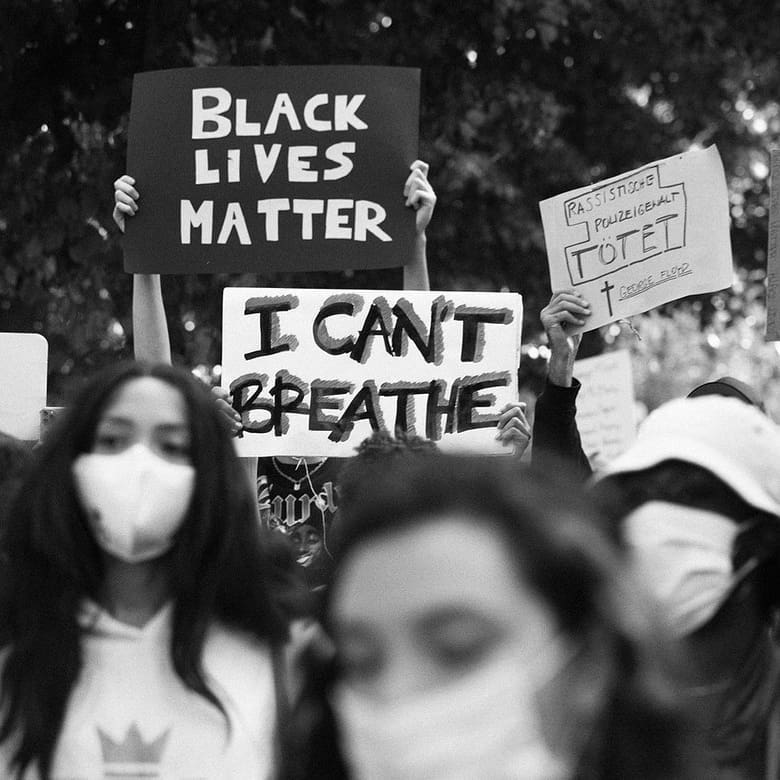 BLACK
LIVES
MATTER
I CAN'T
BREATHE
RASSISTISCHE
POLIZEIGEWALT
TÖTET
GEORGE FLOYD